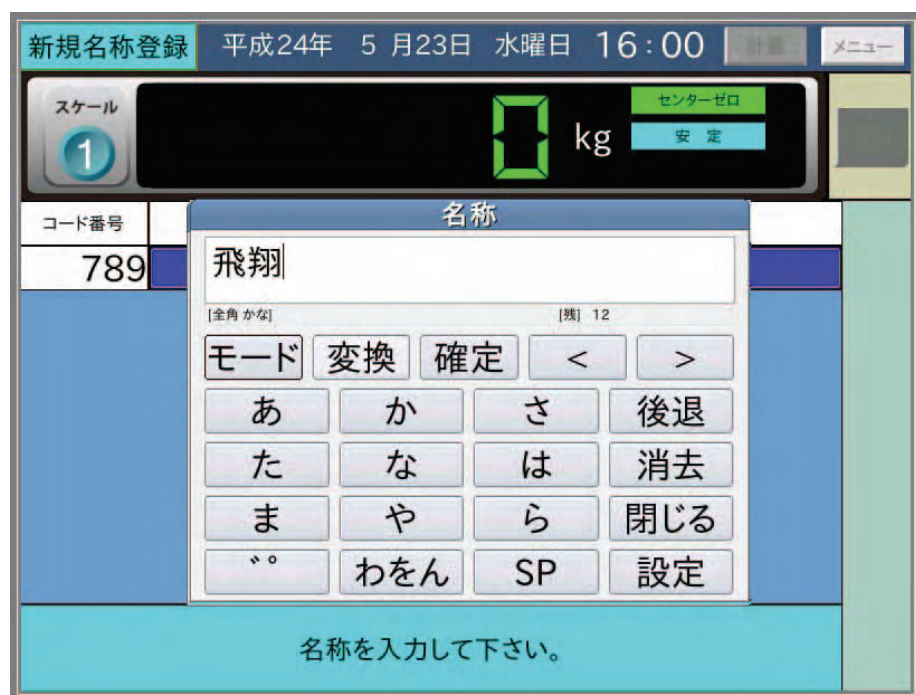 新規名称登録 平成24年 5月23日 水曜日 16:00 計量 メニュー
スケール
1
0 kg
センターゼロ
安定
コード番号
789
名称
飛翔
[全角 かな] [残] 12
モード 変換 確定 < >
あ か さ 後退
た な は 消去
ま や ら 閉じる
゛゜ わをん SP 設定
名称を入力して下さい。